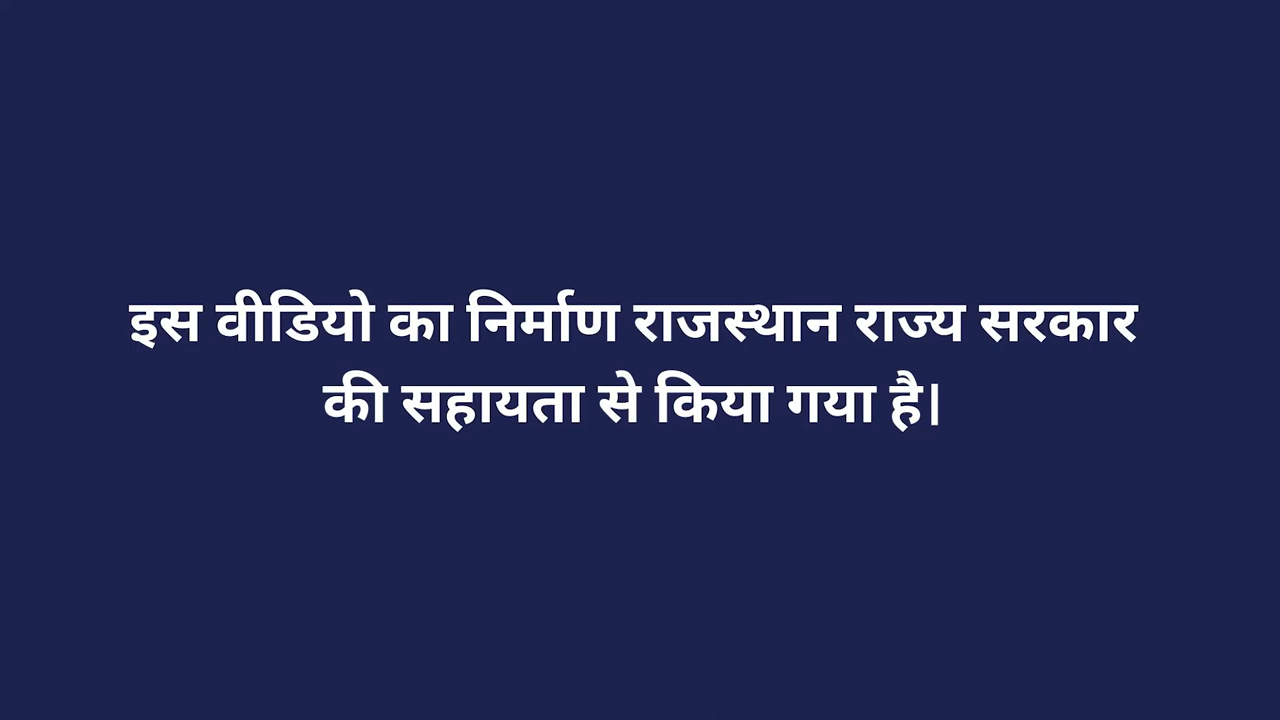 इस वीडियो का निर्माण राजस्थान राज्य सरकार
की सहायता से किया गया है।